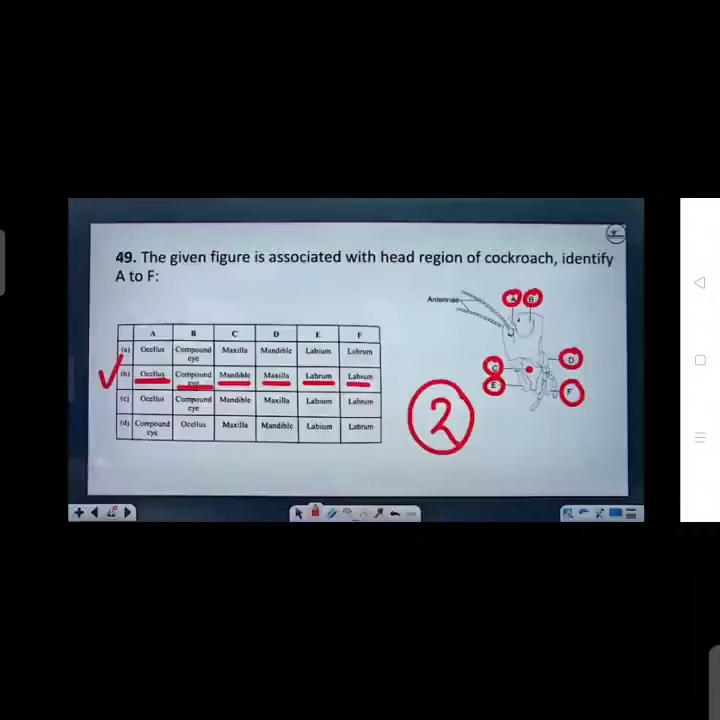 49. The given figure is associated with head region of cockroach, identify
A to F:
Antennae
A B
C D
E F
2
A B C D E F
(a) Ocellus Compound eye Maxilla Mandible Labium Labrum
(b) Ocellus Compound eye Mandible Maxilla Labrum Labium
(c) Ocellus Compound eye Mandible Maxilla Labrum Labrum
(d) Compound eye Ocellus Maxilla Mandible Labium Labrum